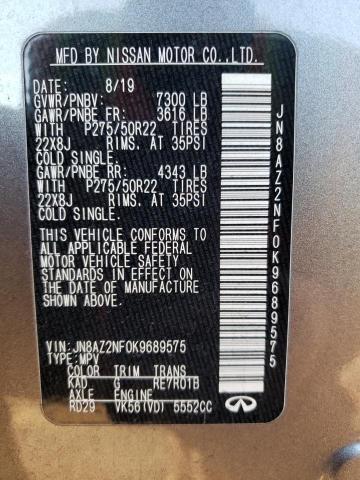 MFD BY NISSAN MOTOR CO.,LTD.
8/19
GVWR/PNBV: 7300 LB
GAWR/PNBE FR: 3616 LB
WITH P275/50R22 TIRES
22X8J RIMS. AT 35PSI
COLD SINGLE.
GAWR/PNBE RR: 4343 LB
WITH P275/50R22 TIRES
22X8J RIMS. AT 35PSI
COLD SINGLE.
THIS VEHICLE CONFORMS TO
ALL APPLICABLE FEDERAL
MOTOR VEHICLE SAFETY
STANDARDS IN EFFECT ON
THE DATE OF MANUFACTURE
SHOWN ABOVE.
VIN: JN8AZ2NF0K9689575
TYPE: MPV
COLOR TRIM TRANS
KAD G RE7R01B
AXLE ENGINE
RD29 VK56(VD) 5552CC
JN8AZ2NF0K9689575